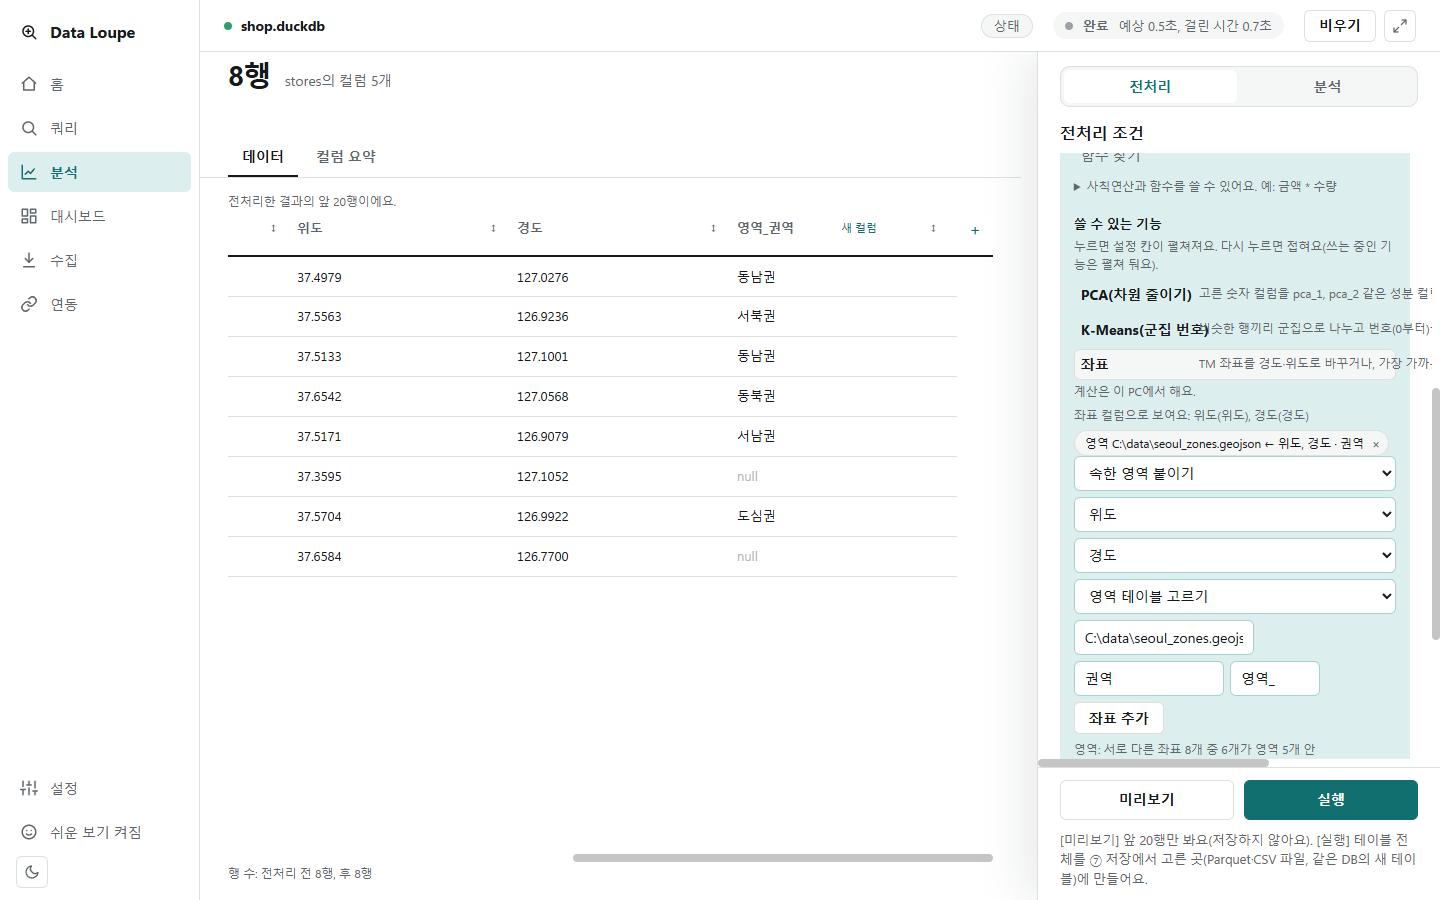 Data Loupe
홈
쿼리
분석
대시보드
수집
연동
설정
쉬운 보기 켜짐
shop.duckdb
상태
완료 예상 0.5초, 걸린 시간 0.7초
비우기
8행 stores의 컬럼 5개
데이터 컬럼 요약
전처리한 결과의 앞 20행이에요.
↕ 위도 ↕ 경도 ↕ 영역_권역 새 컬럼 ↕ +
37.4979 127.0276 동남권
37.5563 126.9236 서북권
37.5133 127.1001 동남권
37.6542 127.0568 동북권
37.5171 126.9079 서남권
37.3595 127.1052 null
37.5704 126.9922 도심권
37.6584 126.7700 null
행 수: 전처리 전 8행, 후 8행
전처리 분석
전처리 조건
함수 찾기
▶ 사칙연산과 함수를 쓸 수 있어요. 예: 금액 * 수량
쓸 수 있는 기능
누르면 설정 칸이 펼쳐져요. 다시 누르면 접혀요(쓰는 중인 기
능은 펼쳐 둬요).
PCA(차원 줄이기) 고른 숫자 컬럼을 pca_1, pca_2 같은 성분 컬
K-Means(군집 번호) 비슷한 행끼리 군집으로 나누고 번호(0부터)
좌표 TM 좌표를 경도·위도로 바꾸거나, 가장 가까
계산은 이 PC에서 해요.
좌표 컬럼으로 보여요: 위도(위도), 경도(경도)
영역 C:\data\seoul_zones.geojson ← 위도, 경도 · 권역 ×
속한 영역 붙이기
위도
경도
영역 테이블 고르기
C:\data\seoul_zones.geojs
권역 영역_
좌표 추가
영역: 서로 다른 좌표 8개 중 6개가 영역 5개 안
미리보기 실행
[미리보기] 앞 20행만 봐요(저장하지 않아요). [실행] 테이블 전
체를 ⑦ 저장에서 고른 곳(Parquet·CSV 파일, 같은 DB의 새 테이
블)에 만들어요.